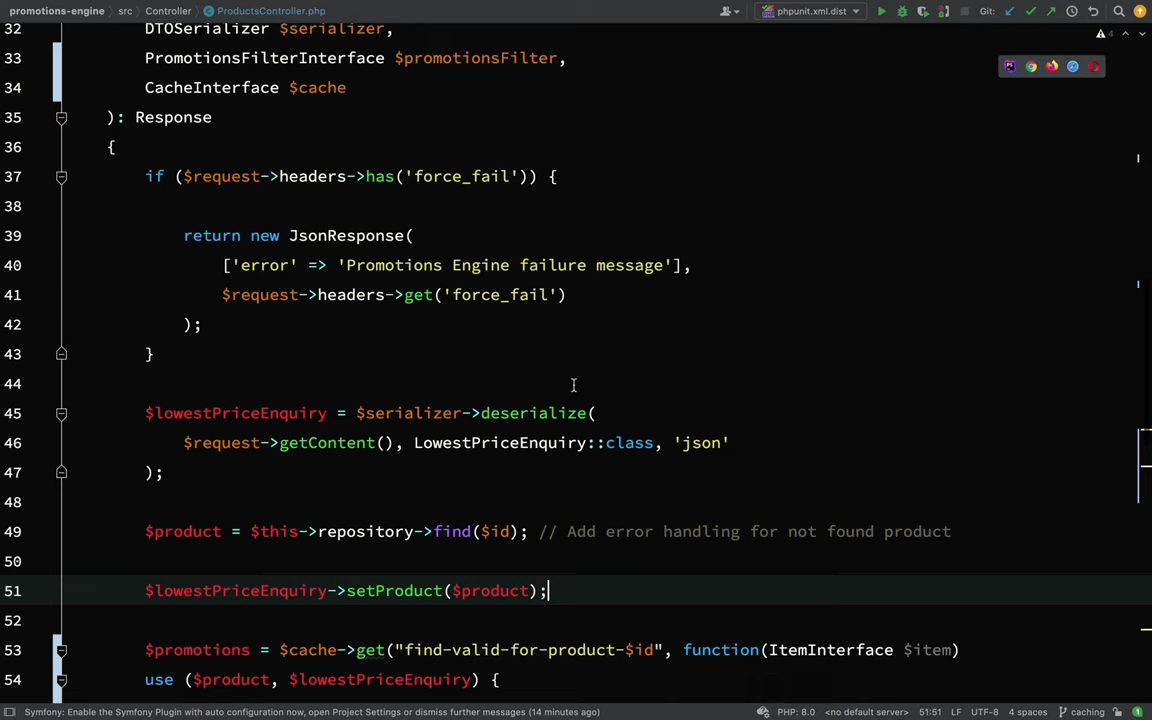 promotions-engine src Controller ProductsController.php phpunit.xml.dist Git:
32 DTOSerializer $serializer, 4
33 PromotionsFilterInterface $promotionsFilter,
34 CacheInterface $cache
35 ): Response
36 {
37 if ($request->headers->has('force_fail')) {
38
39 return new JsonResponse(
40 ['error' => 'Promotions Engine failure message'],
41 $request->headers->get('force_fail')
42 );
43 }
44
45 $lowestPriceEnquiry = $serializer->deserialize(
46 $request->getContent(), LowestPriceEnquiry::class, 'json'
47 );
48
49 $product = $this->repository->find($id); // Add error handling for not found product
50
51 $lowestPriceEnquiry->setProduct($product);
52
53 $promotions = $cache->get("find-valid-for-product-$id", function(ItemInterface $item)
54 use ($product, $lowestPriceEnquiry) {
Symfony: Enable the Symfony Plugin with auto configuration now, open Project Settings or dismiss further messages (14 minutes ago) PHP: 8.0 <no default server> 51:51 LF UTF-8 4 spaces caching 1